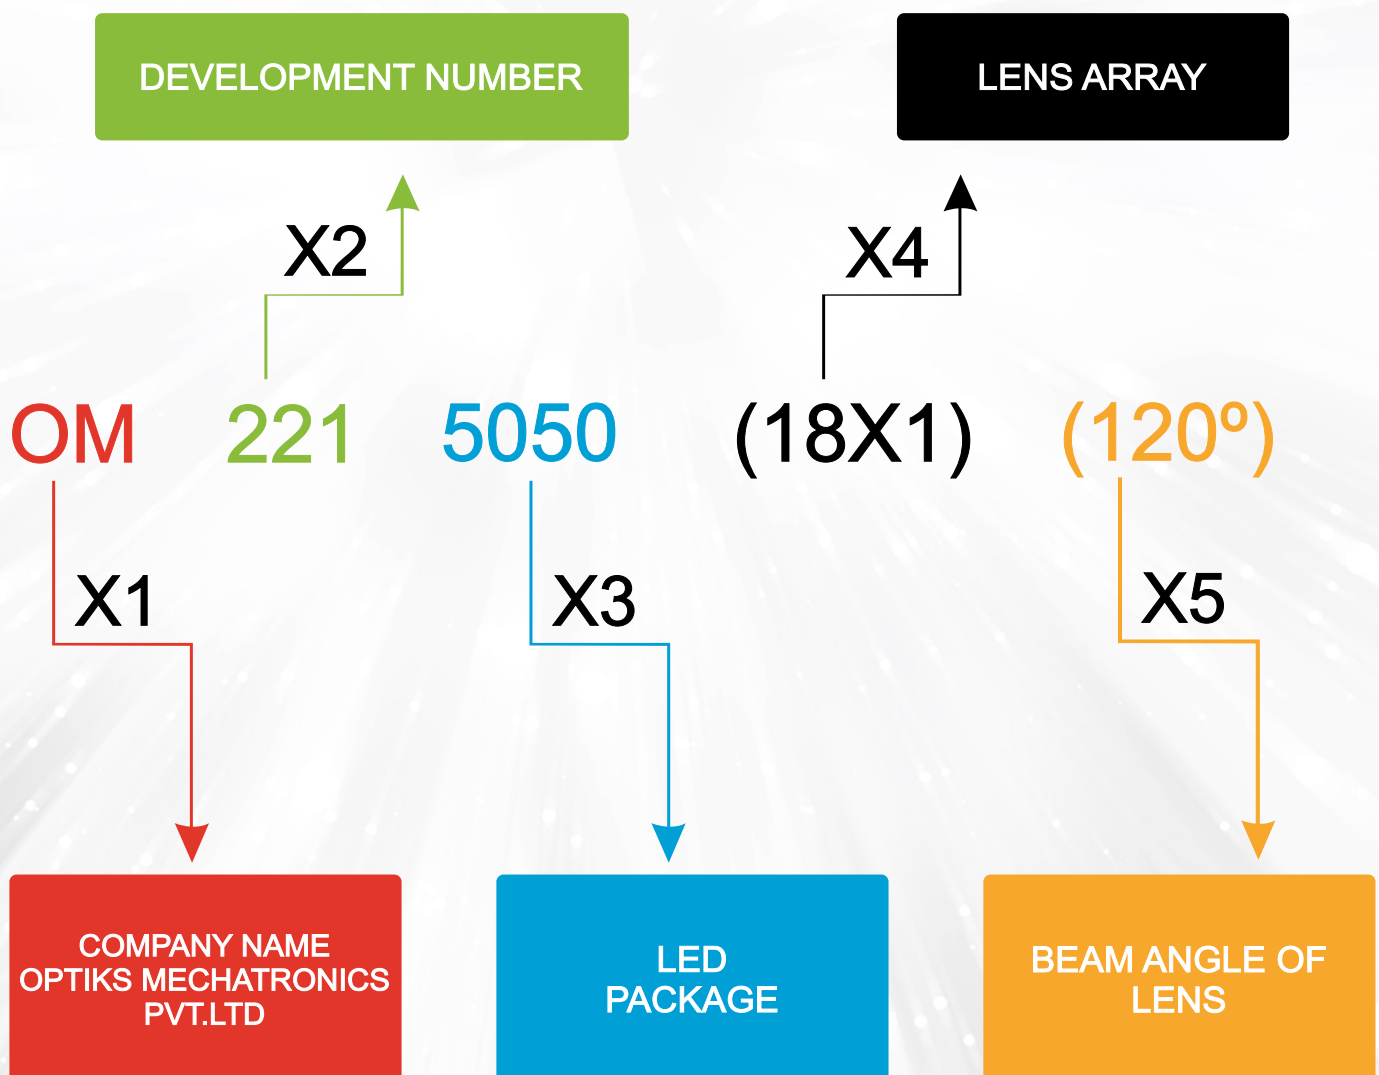 DEVELOPMENT NUMBER
LENS ARRAY
X2
X4
OM 221 5050 (18X1) (120º)
X1
X3
X5
COMPANY NAME
OPTIKS MECHATRONICS
PVT.LTD
LED
PACKAGE
BEAM ANGLE OF
LENS